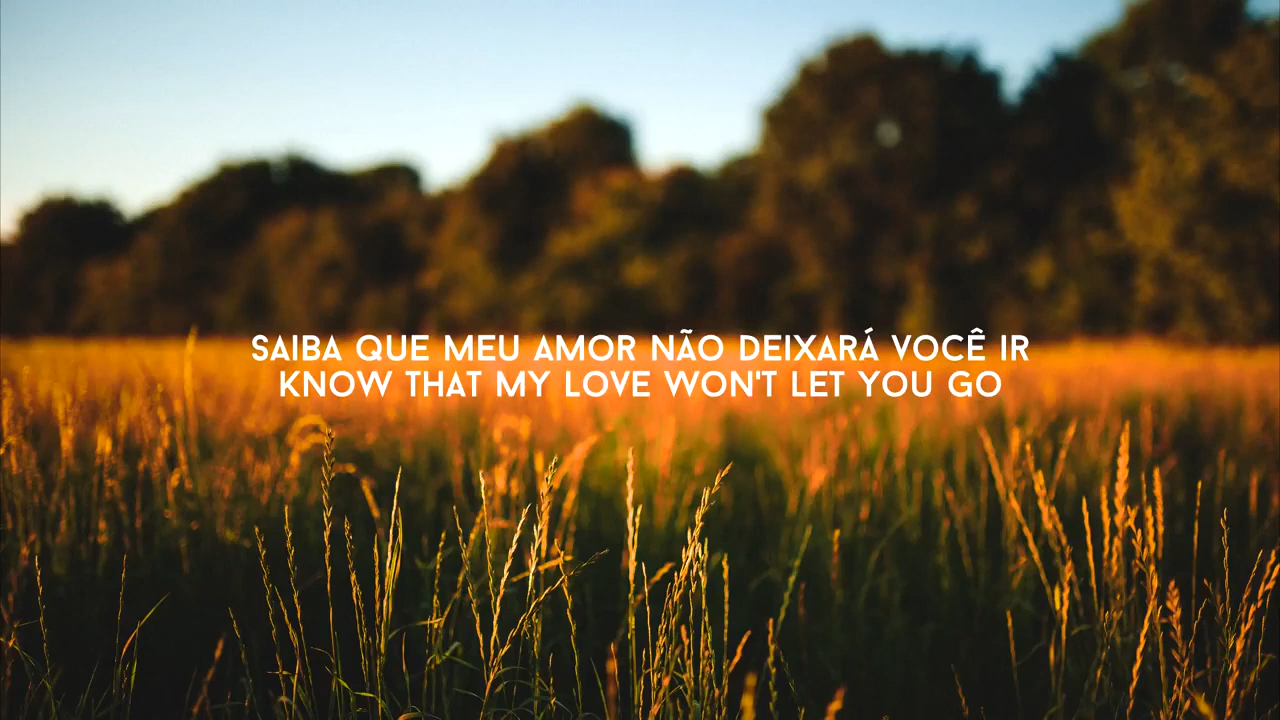 SAIBA QUE MEU AMOR NÃO DEIXARÁ VOCÊ IR
KNOW THAT MY LOVE WON'T LET YOU GO